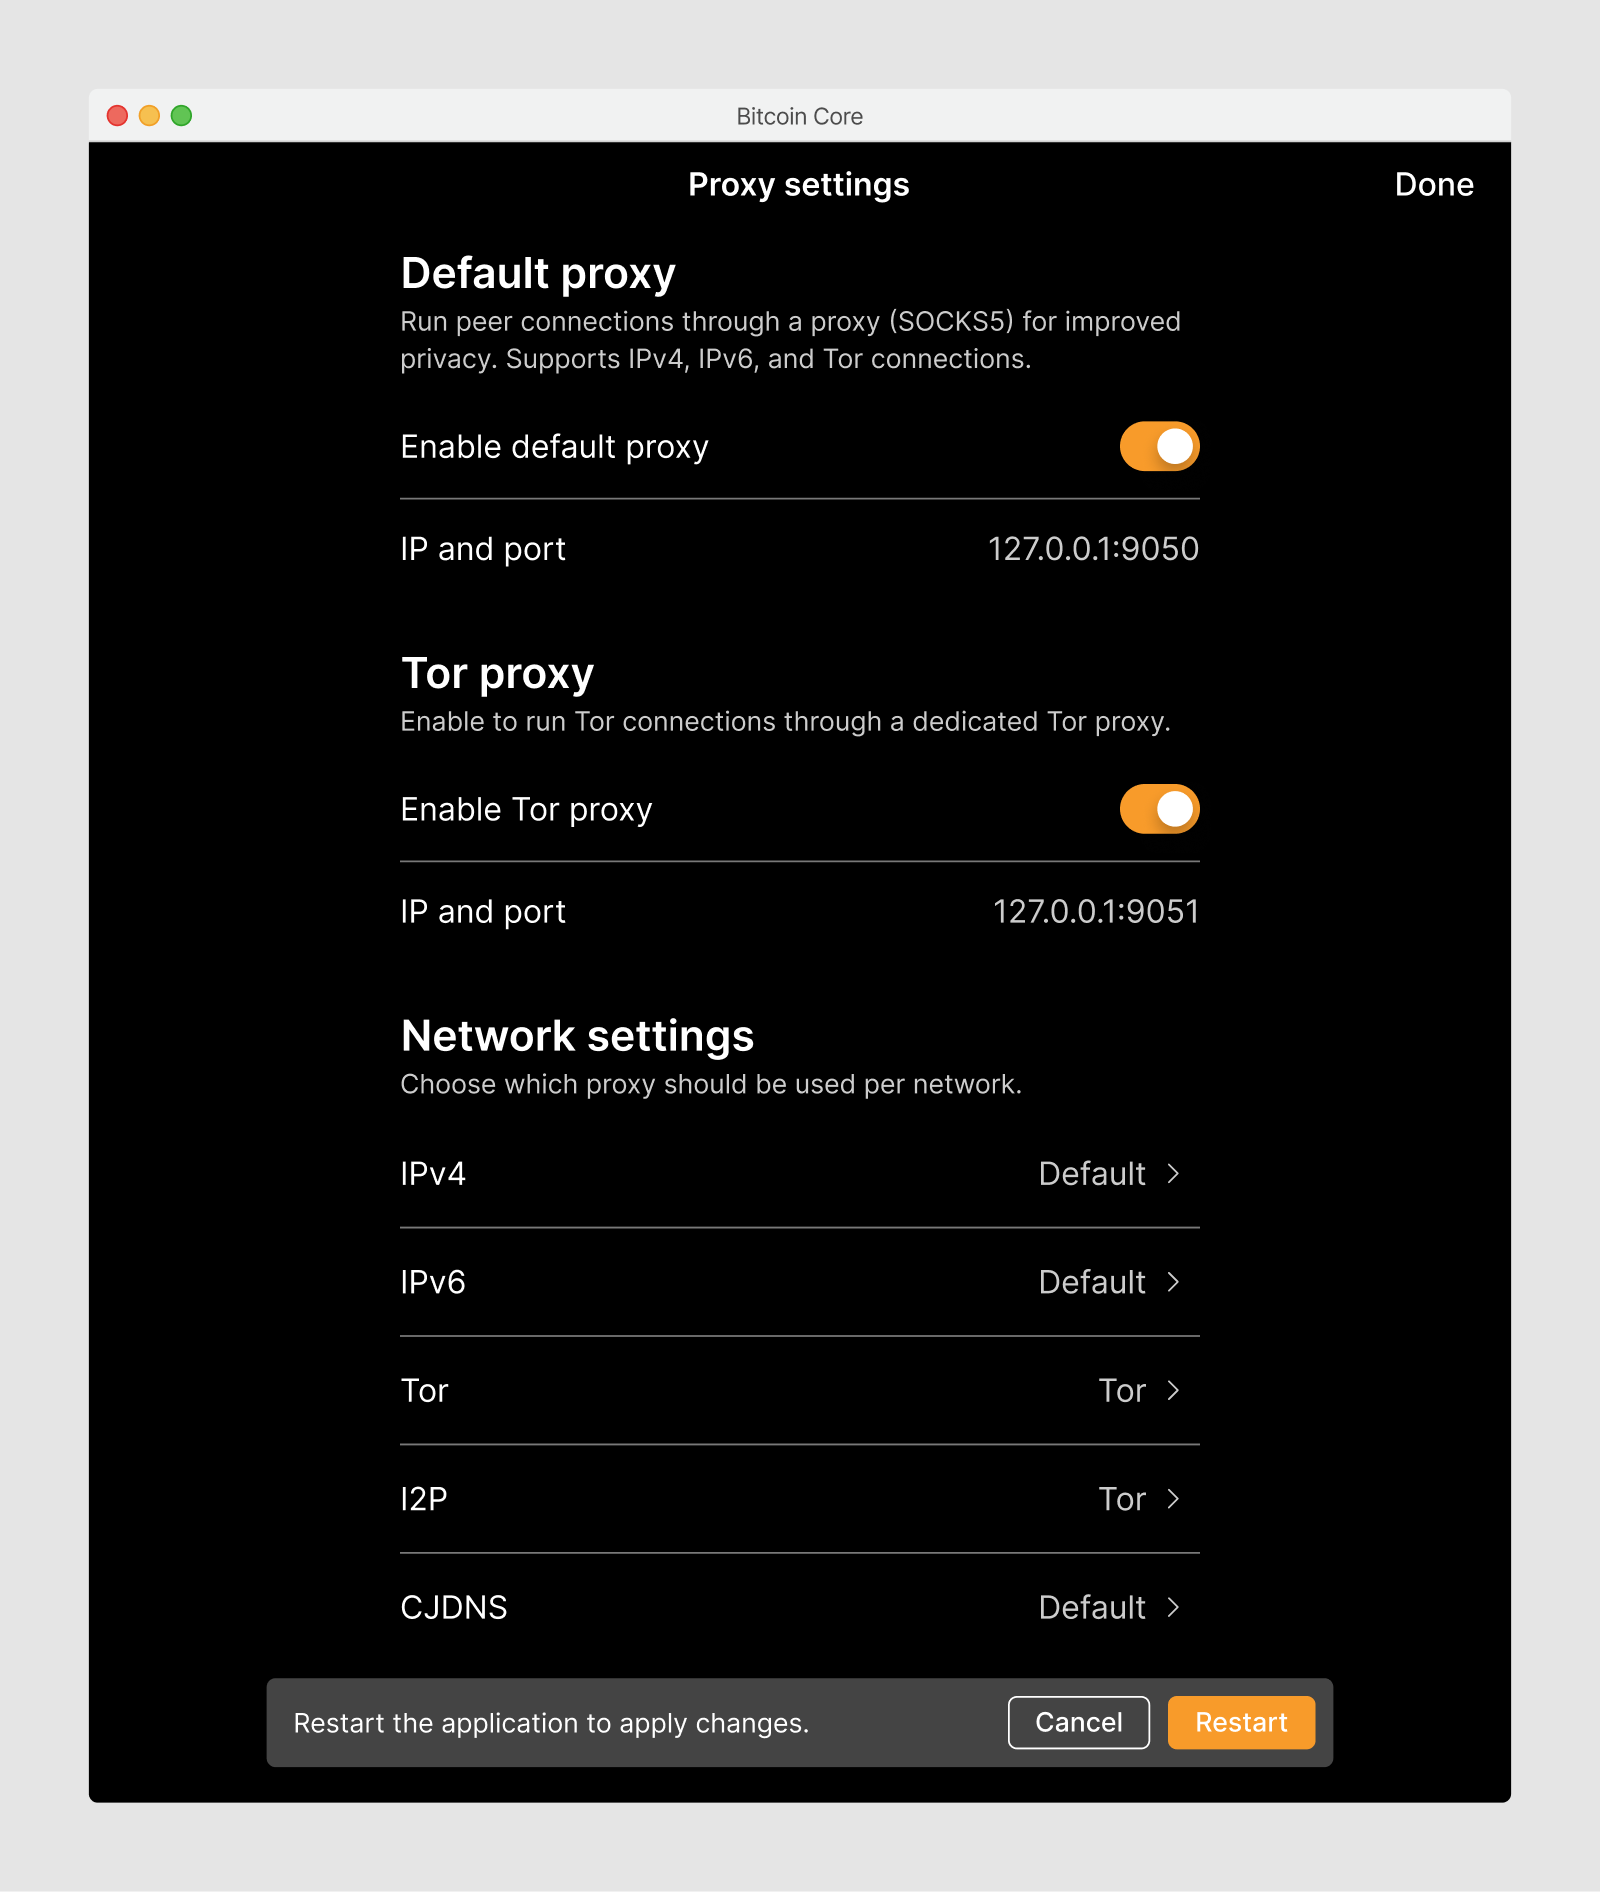 Bitcoin Core
Proxy settings
Done
Default proxy
Run peer connections through a proxy (SOCKS5) for improved
privacy. Supports IPv4, IPv6, and Tor connections.
Enable default proxy
IP and port 127.0.0.1:9050
Tor proxy
Enable to run Tor connections through a dedicated Tor proxy.
Enable Tor proxy
IP and port 127.0.0.1:9051
Network settings
Choose which proxy should be used per network.
IPv4 Default
IPv6 Default
Tor Tor
I2P Tor
CJDNS Default
Restart the application to apply changes. Cancel Restart